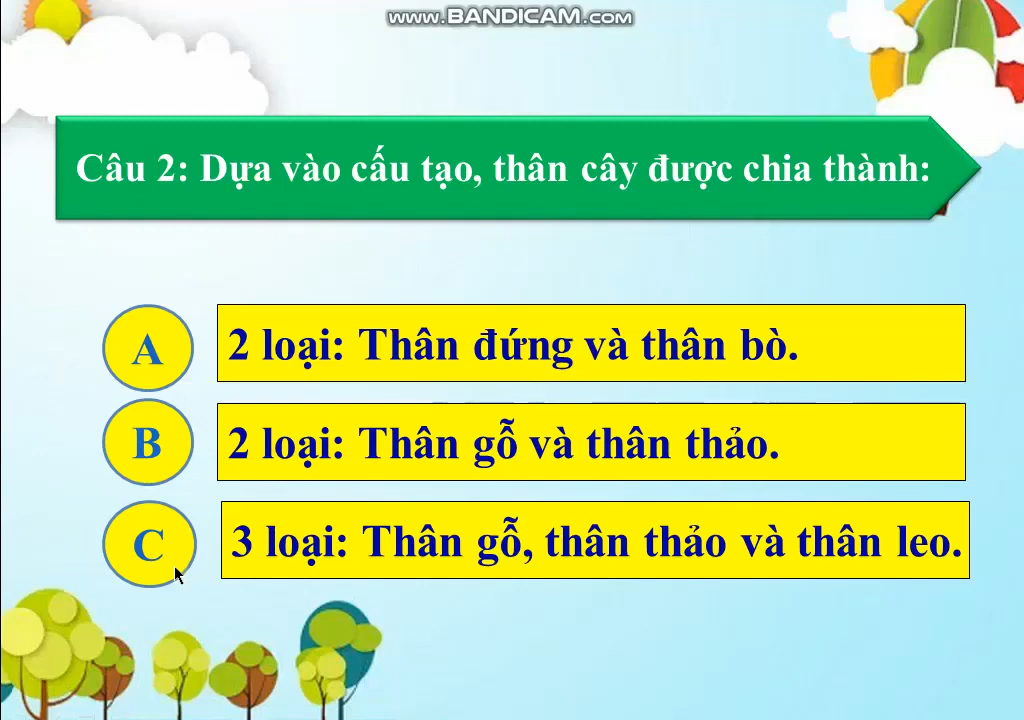 www.BANDICAM.com
Câu 2: Dựa vào cấu tạo, thân cây được chia thành:
A 2 loại: Thân đứng và thân bò.
B 2 loại: Thân gỗ và thân thảo.
C 3 loại: Thân gỗ, thân thảo và thân leo.